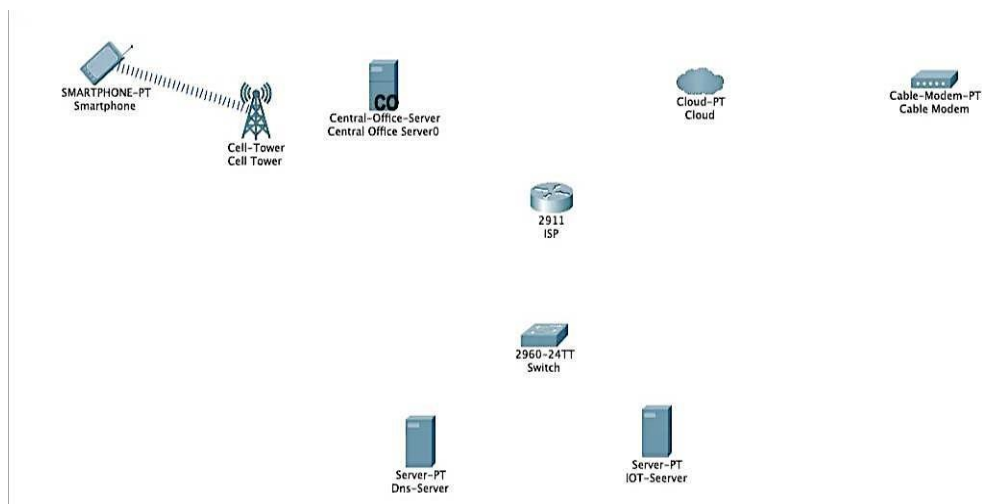 SMARTPHONE-PT
Smartphone
Cell-Tower
Cell Tower
CO
Central-Office-Server
Central Office Server0
Cloud-PT
Cloud
Cable-Modem-PT
Cable Modem
2911
ISP
2960-24TT
Switch
Server-PT
Dns-Server
Server-PT
IOT-Seerver